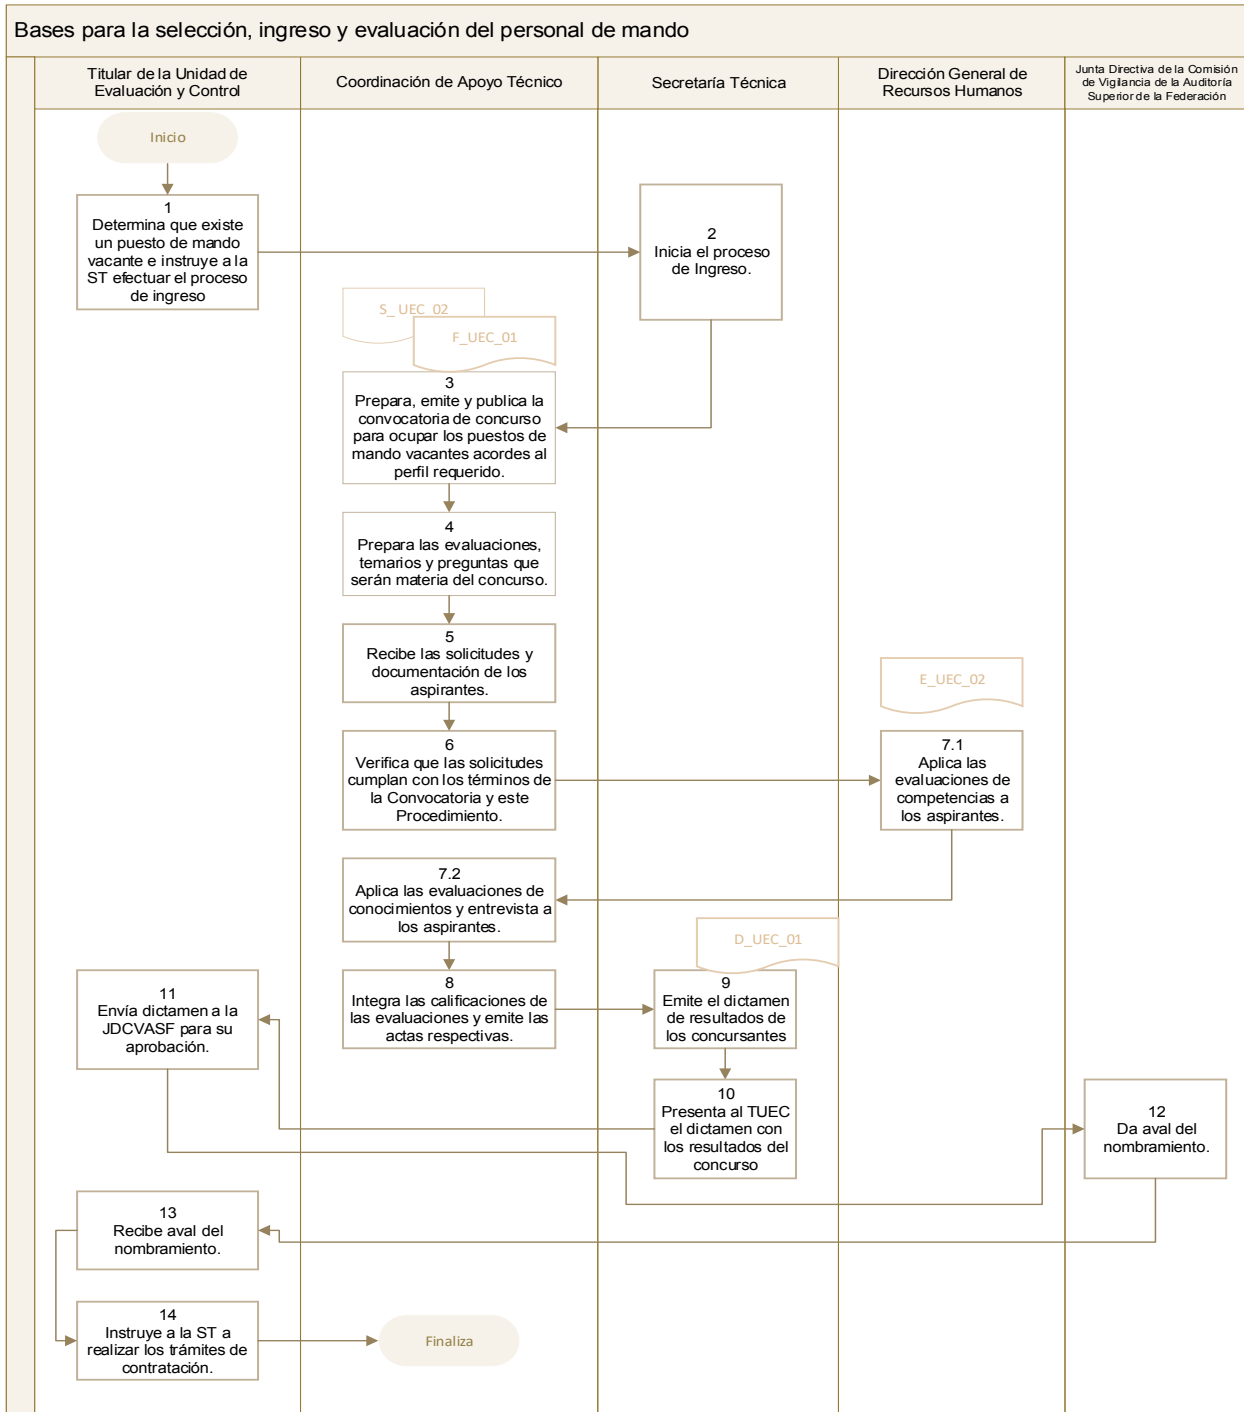 Bases para la selección, ingreso y evaluación del personal de mando
Titular de la Unidad de
Evaluación y Control
Coordinación de Apoyo Técnico
Secretaría Técnica
Dirección General de
Recursos Humanos
Junta Directiva de la Comisión
de Vigilancia de la Auditoría
Superior de la Federación
Inicio
1
Determina que existe
un puesto de mando
vacante e instruye a la
ST efectuar el proceso
de ingreso
2
Inicia el proceso
de Ingreso.
S_ UEC_02
F_UEC_01
3
Prepara, emite y publica la
convocatoria de concurso
para ocupar los puestos de
mando vacantes acordes al
perfil requerido.
4
Prepara las evaluaciones,
temarios y preguntas que
serán materia del concurso.
5
Recibe las solicitudes y
documentación de los
aspirantes.
E_UEC_02
6
Verifica que las solicitudes
cumplan con los términos de
la Convocatoria y este
Procedimiento.
7.1
Aplica las
evaluaciones de
competencias a
los aspirantes.
7.2
Aplica las evaluaciones de
conocimientos y entrevista a
los aspirantes.
D_UEC_01
8
Integra las calificaciones de
las evaluaciones y emite las
actas respectivas.
9
Emite el dictamen
de resultados de
los concursantes
10
Presenta al TUEC
el dictamen con
los resultados del
concurso
11
Envía dictamen a la
JDCVASF para su
aprobación.
12
Da aval del
nombramiento.
13
Recibe aval del
nombramiento.
14
Instruye a la ST a
realizar los trámites de
contratación.
Finaliza